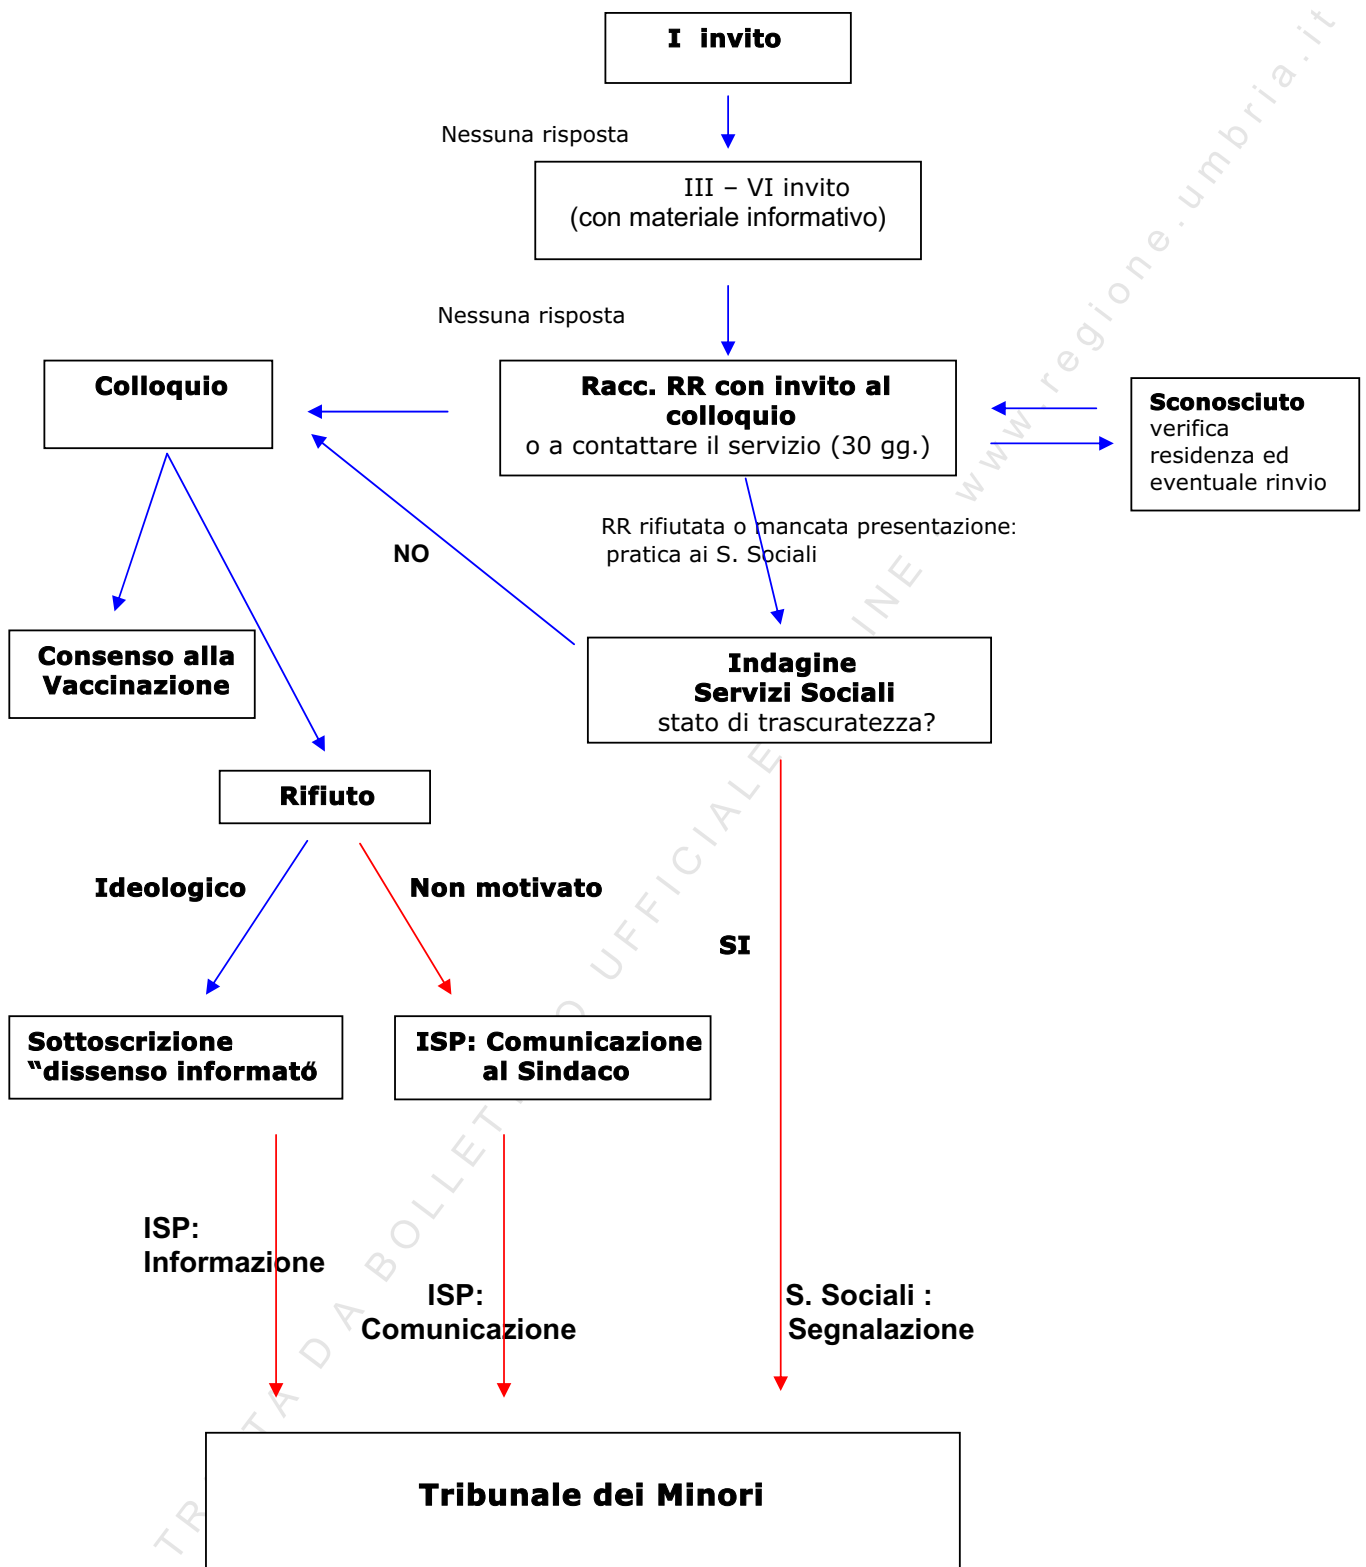 I  invito
Nessuna risposta
III – VI invito
(con materiale informativo)
Nessuna risposta
Colloquio
Racc. RR con invito al
colloquio
o a contattare il servizio (30 gg.)
Sconosciuto
verifica
residenza ed
eventuale rinvio
RR rifiutata o mancata presentazione:
pratica ai S. Sociali
NO
Consenso alla
Vaccinazione
Indagine
Servizi Sociali
stato di trascuratezza?
Rifiuto
Ideologico
Non motivato
SI
Sottoscrizione
“dissenso informato”
ISP: Comunicazione
al Sindaco
ISP:
Informazione
ISP:
Comunicazione
S. Sociali :
Segnalazione
Tribunale dei Minori
www.regione.umbria.it